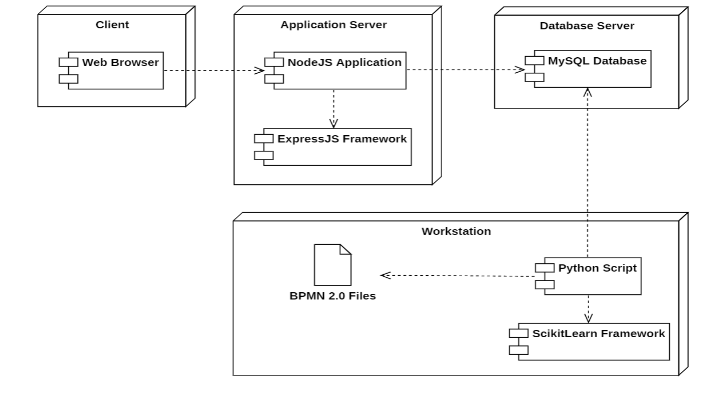 Client
Application Server
Database Server
Web Browser
NodeJS Application
MySQL Database
ExpressJS Framework
Workstation
Python Script
BPMN 2.0 Files
ScikitLearn Framework